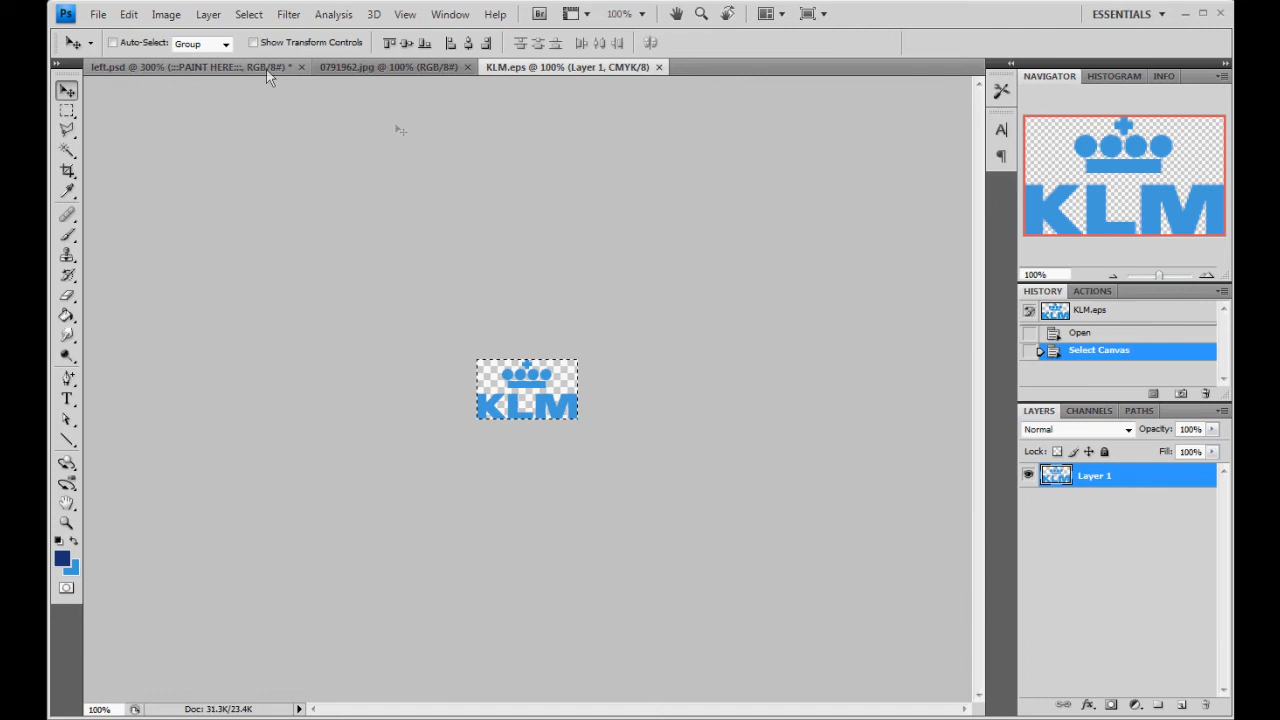 Ps File Edit Image Layer Select Filter Analysis 3D View Window Help Br 100% ESSENTIALS
Auto-Select: Group Show Transform Controls
left.psd @ 300% (:::PAINT HERE:::, RGB/8#) * × 0791962.jpg @ 100% (RGB/8#) × KLM.eps @ 100% (Layer 1, CMYK/8) ×
NAVIGATOR HISTOGRAM INFO
KLM
100%
HISTORY ACTIONS
KLM.eps
Open
Select Canvas
KLM
LAYERS CHANNELS PATHS
Normal Opacity: 100%
Lock: Fill: 100%
Layer 1
100% Doc: 31.3K/23.4K